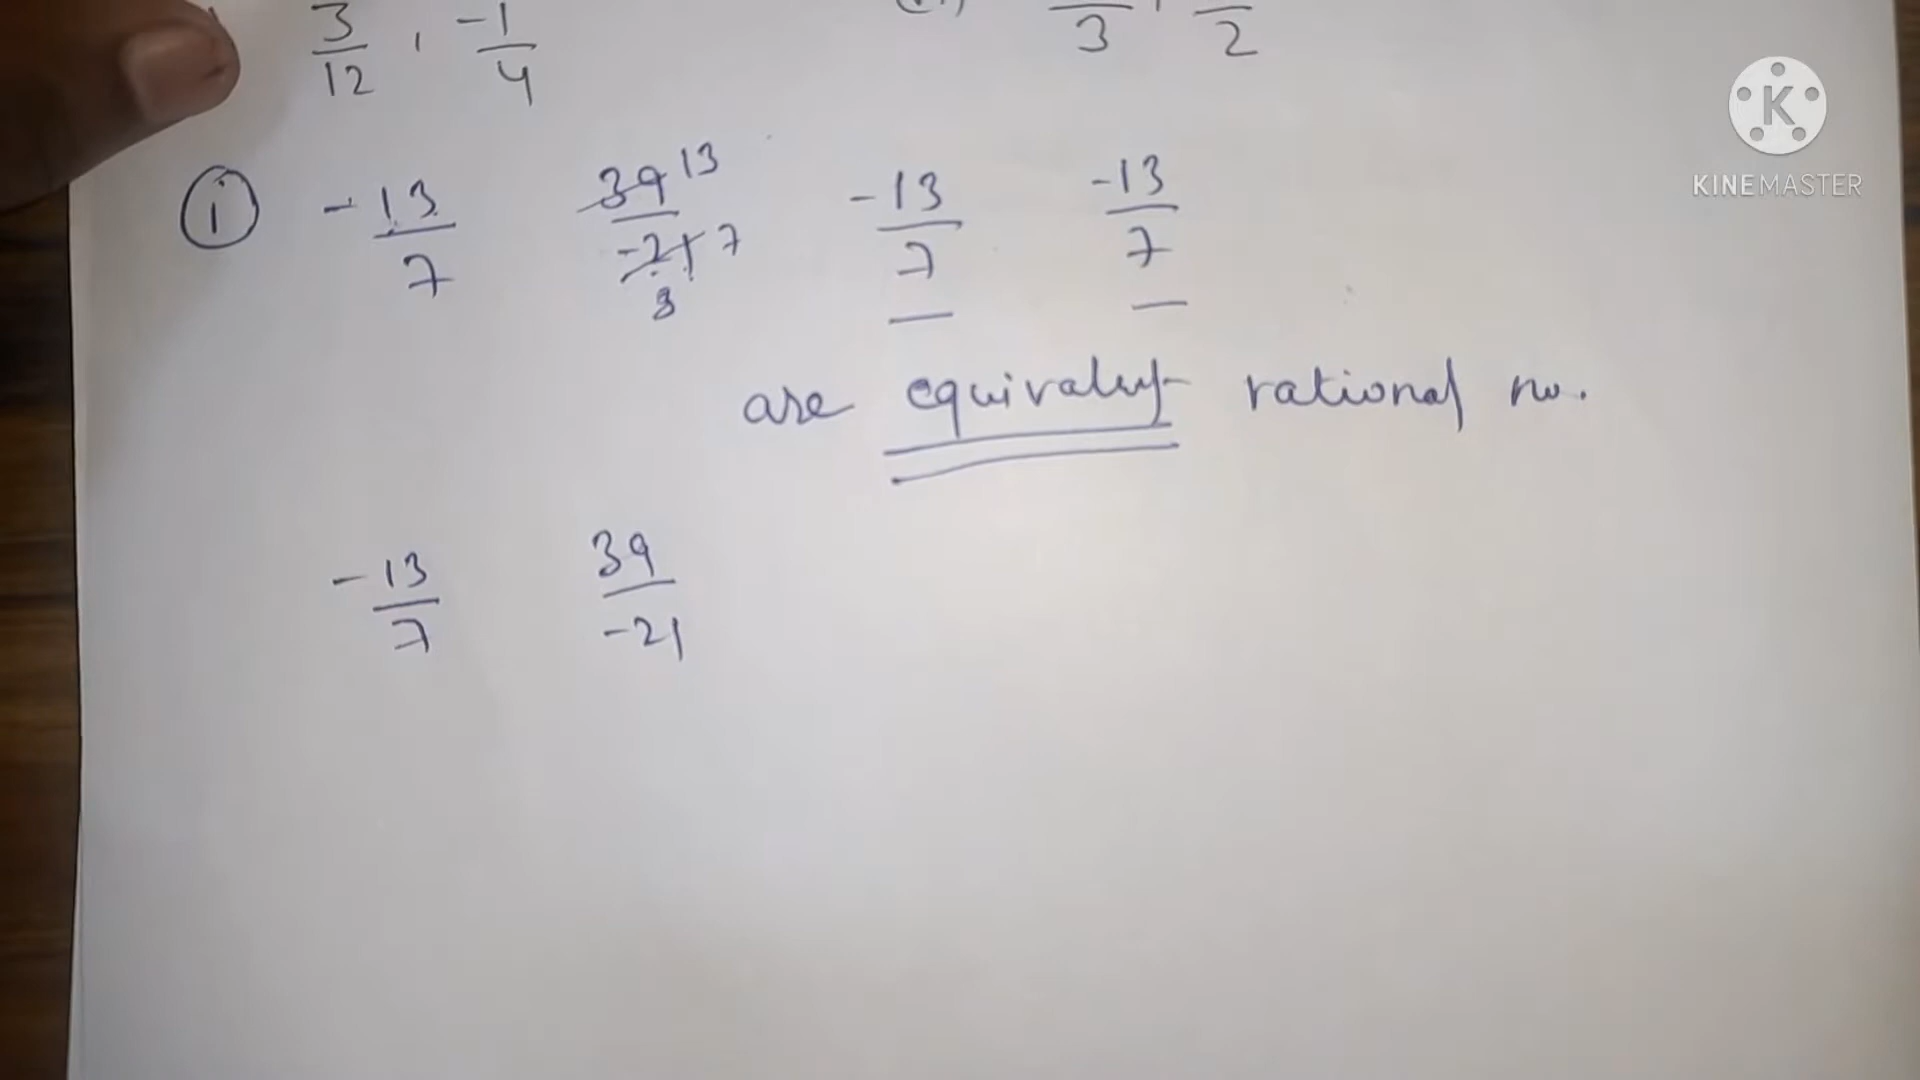 3/12 , -1/4
3 , 2
i -13/7 39/-21 13 7 3 -13/7 -13/7
are equivalent rational no.
-13/7 39/-21
K
KINEMASTER